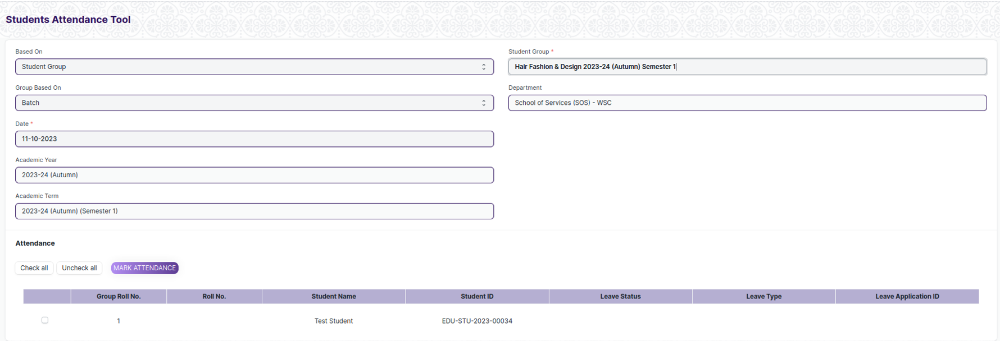 Students Attendance Tool
Based On
Student Group
Student Group *
Hair Fashion & Design 2023-24 (Autumn) Semester 1
Group Based On
Batch
Department
School of Services (SOS) - WSC
Date *
11-10-2023
Academic Year
2023-24 (Autumn)
Academic Term
2023-24 (Autumn) (Semester 1)
Attendance
Check all Uncheck all MARK ATTENDANCE
Group Roll No. Roll No. Student Name Student ID Leave Status Leave Type Leave Application ID
1 Test Student EDU-STU-2023-00034